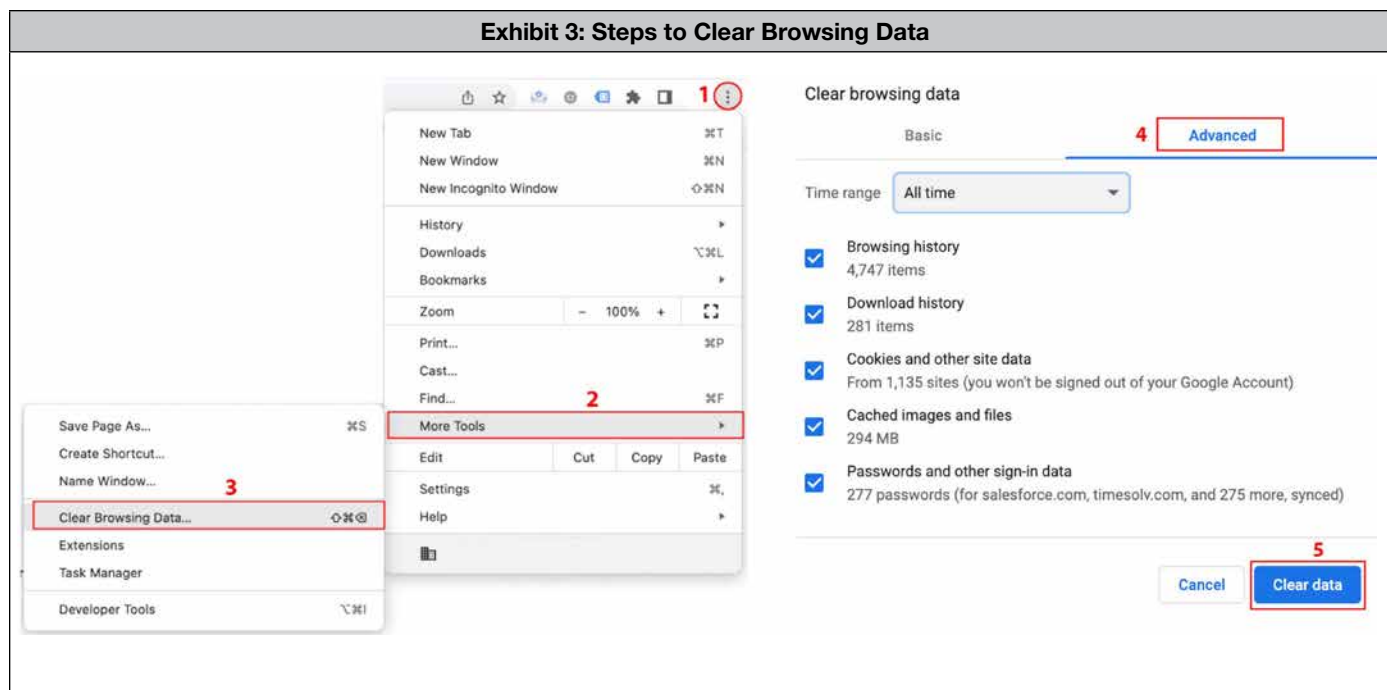 Exhibit 3: Steps to Clear Browsing Data
1
New Tab ⌘T
New Window ⌘N
New Incognito Window ⇧⌘N
History
Downloads ⌥⌘L
Bookmarks
Zoom - 100% +
Print... ⌘P
Cast...
Find... ⌘F
2
More Tools
Edit Cut Copy Paste
Settings ⌘,
Help
Save Page As... ⌘S
Create Shortcut...
Name Window...
3
Clear Browsing Data... ⇧⌘⌫
Extensions
Task Manager
Developer Tools ⌥⌘I
Clear browsing data
Basic 4 Advanced
Time range All time
Browsing history
4,747 items
Download history
281 items
Cookies and other site data
From 1,135 sites (you won't be signed out of your Google Account)
Cached images and files
294 MB
Passwords and other sign-in data
277 passwords (for salesforce.com, timesolv.com, and 275 more, synced)
5
Cancel Clear data